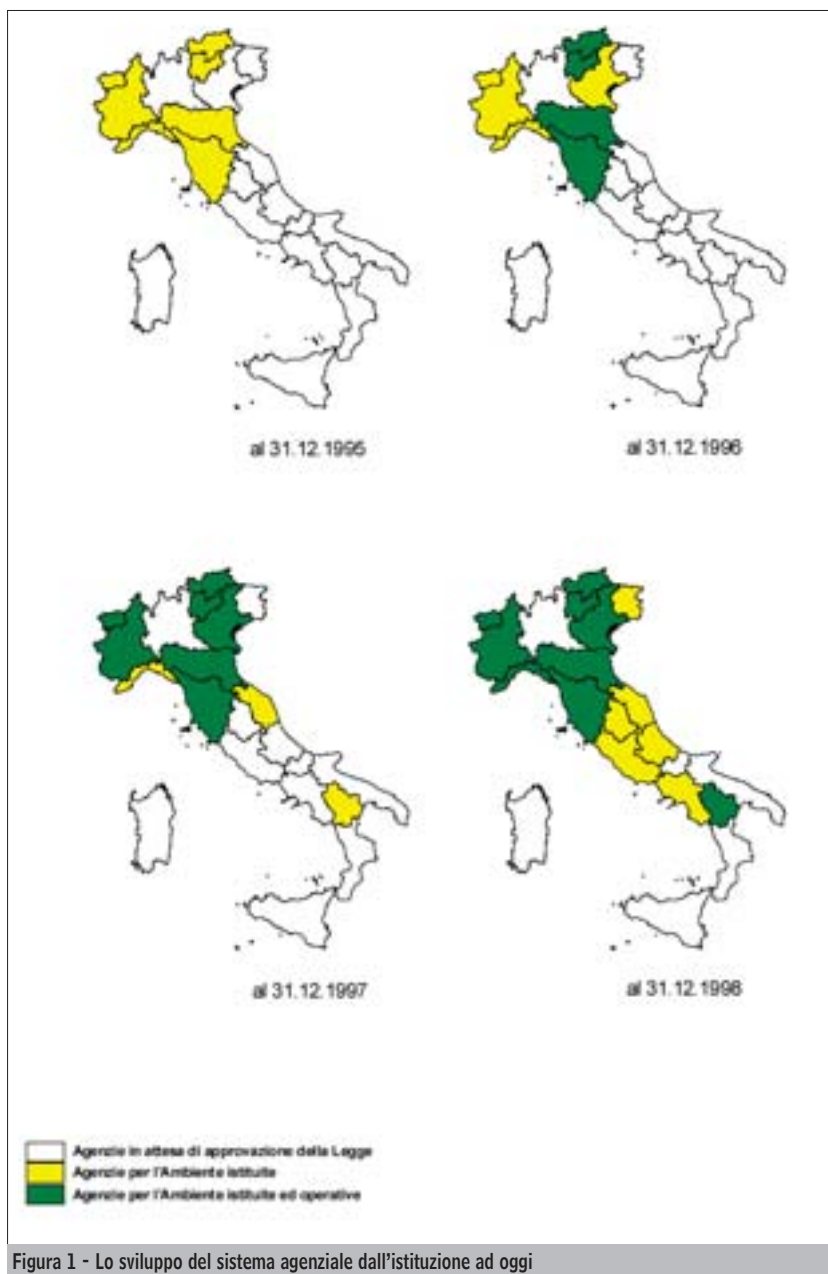 al 31.12.1995
al 31.12.1996
al 31.12.1997
al 31.12.1998
Agenzie in attesa di approvazione della Legge
Agenzie per l'Ambiente istituite
Agenzie per l'Ambiente istituite ed operative
Figura 1 - Lo sviluppo del sistema agenziale dall'istituzione ad oggi